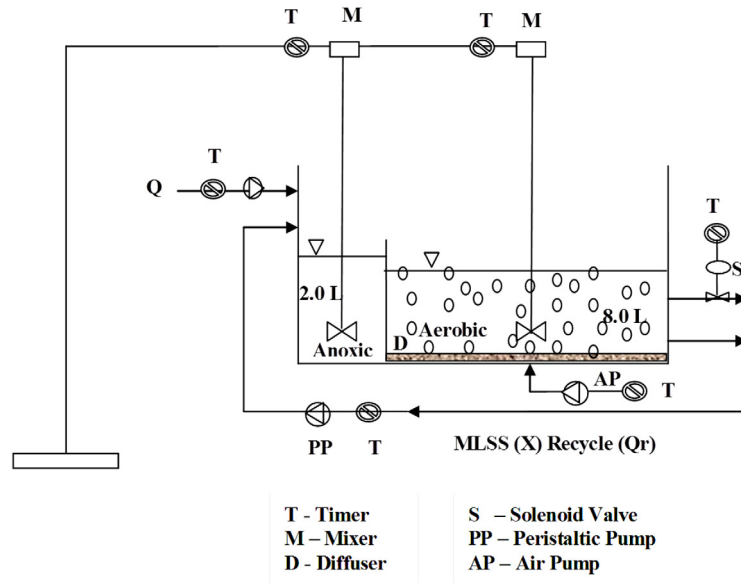 T M T M
T
Q
T
S
2.0 L
8.0 L
Aerobic
Anoxic
D
AP
T
PP T
MLSS (X) Recycle (Qr)
T - Timer
M – Mixer
D - Diffuser
S – Solenoid Valve
PP – Peristaltic Pump
AP – Air Pump